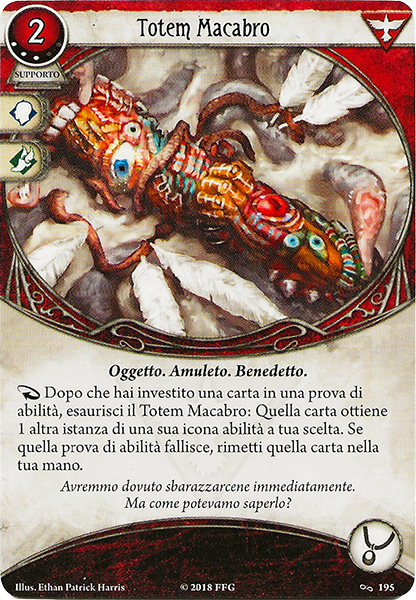 Totem Macabro
2
SUPPORTO
Oggetto. Amuleto. Benedetto.
Dopo che hai investito una carta in una prova di
abilità, esaurisci il Totem Macabro: Quella carta ottiene
1 altra istanza di una sua icona abilità a tua scelta. Se
quella prova di abilità fallisce, rimetti quella carta nella
tua mano.
Avremmo dovuto sbarazzarcene immediatamente.
Ma come potevamo saperlo?
Illus. Ethan Patrick Harris © 2018 FFG 195